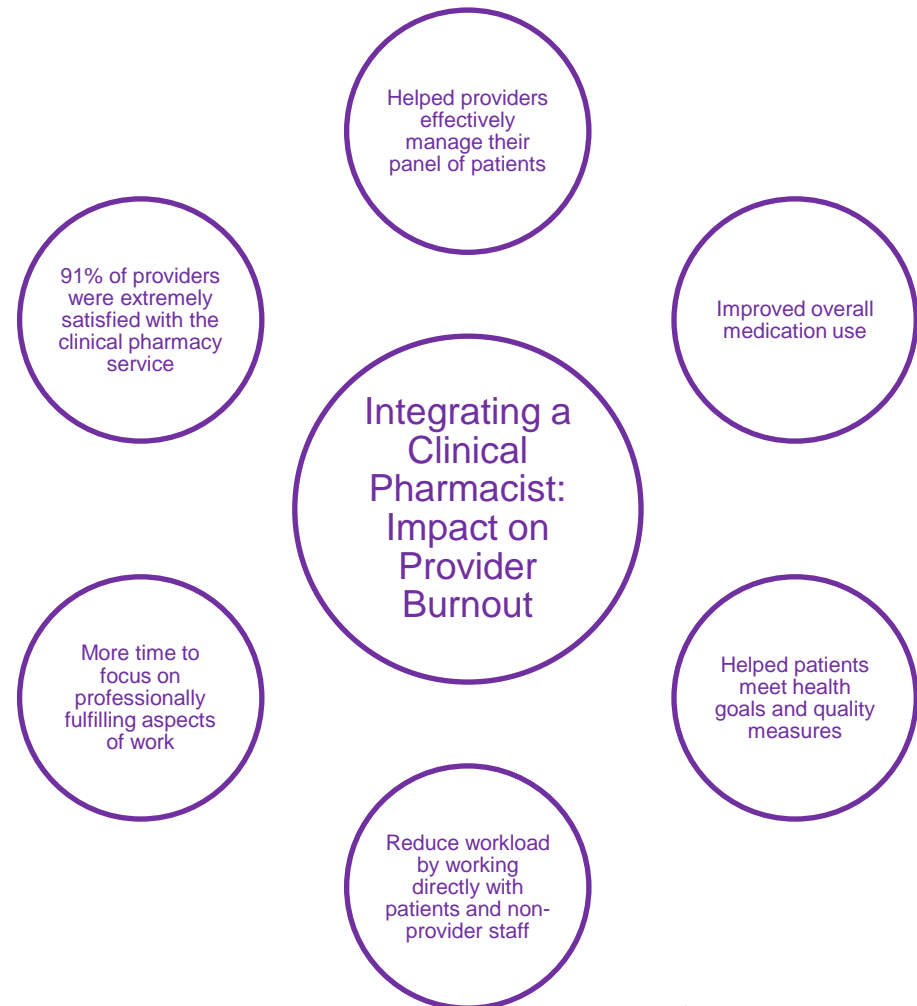 Helped providers
effectively
manage their
panel of patients
91% of providers
were extremely
satisfied with the
clinical pharmacy
service
Improved overall
medication use
Integrating a
Clinical
Pharmacist:
Impact on
Provider
Burnout
More time to
focus on
professionally
fulfilling aspects
of work
Helped patients
meet health
goals and quality
measures
Reduce workload
by working
directly with
patients and non-
provider staff